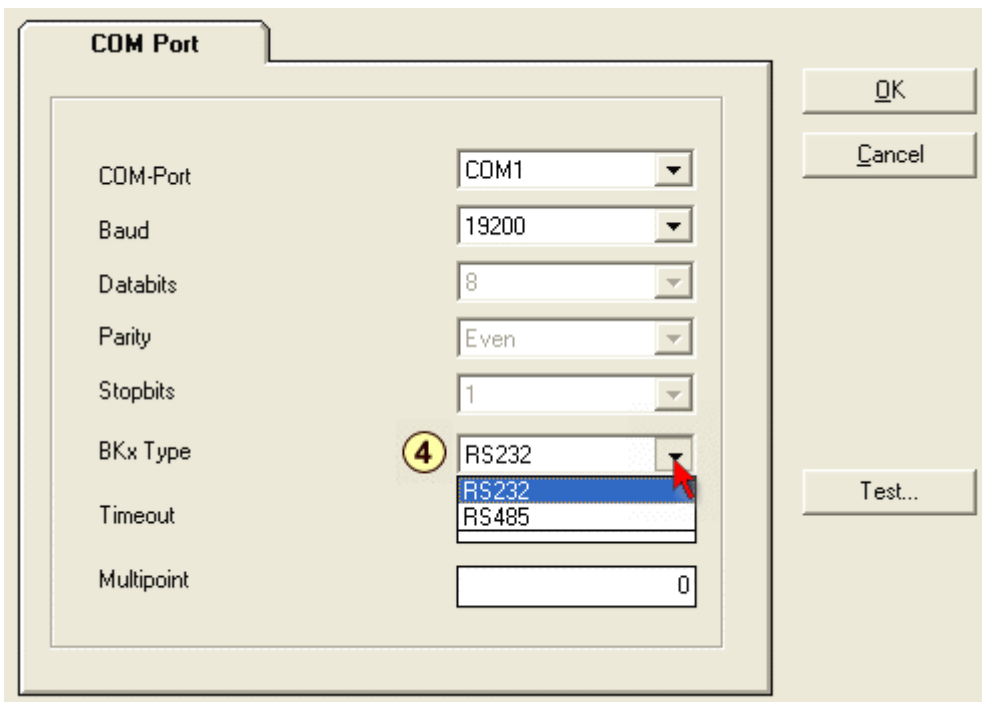 COM Port
OK
Cancel
COM-Port COM1
Baud 19200
Databits 8
Parity Even
Stopbits 1
BKx Type 4 RS232
RS232
RS485
Timeout
Test...
Multipoint 0